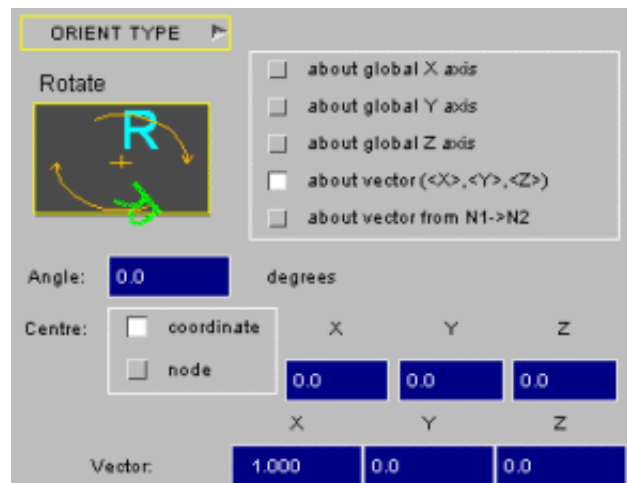 ORIENT TYPE
Rotate
R
R
about global X axis
about global Y axis
about global Z axis
about vector (<X>,<Y>,<Z>)
about vector from N1->N2
Angle: 0.0 degrees
Centre: coordinate X Y Z
node 0.0 0.0 0.0
X Y Z
Vector: 1.000 0.0 0.0